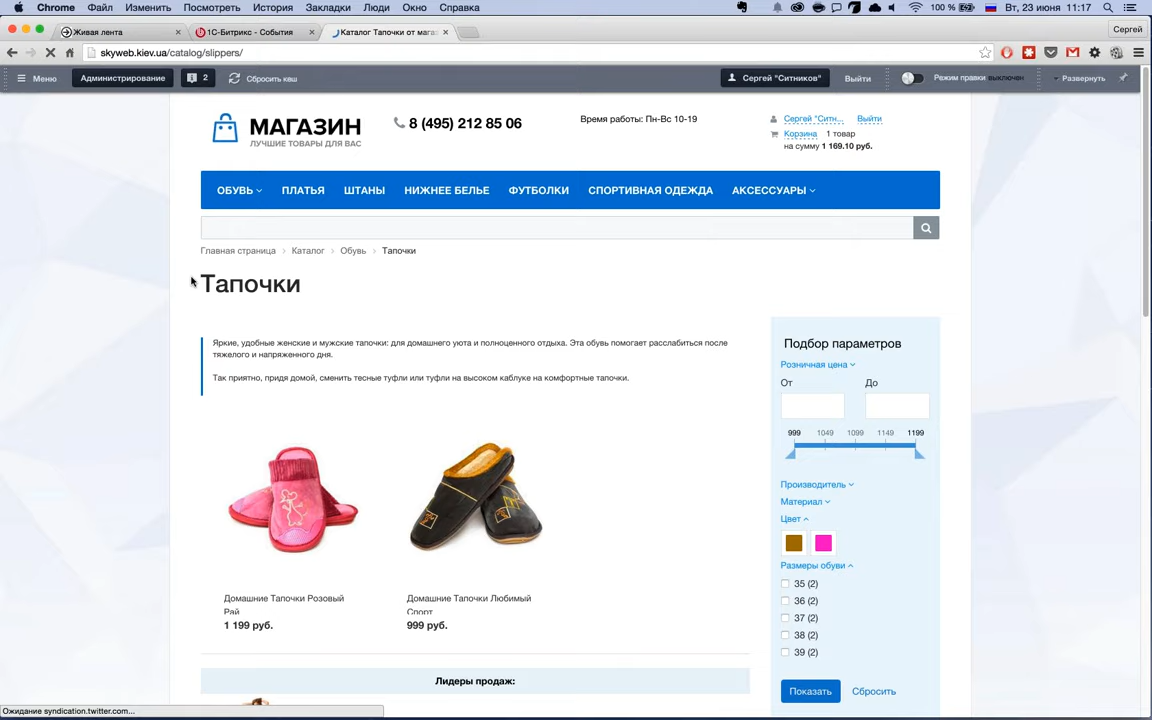 Chrome Файл Изменить Посмотреть История Закладки Люди Окно Справка 100 % Вт, 23 июня 11:17
Живая лента 1С-Битрикс - События Каталог Тапочки от мага: Сергей
skyweb.kiev.ua/catalog/slippers/
Меню Администрирование 2 Сбросить кеш Сергей "Ситников" Выйти Режим правки выключен Развернуть
МАГАЗИН
ЛУЧШИЕ ТОВАРЫ ДЛЯ ВАС
8 (495) 212 85 06
Время работы: Пн-Вс 10-19
Сергей "Ситн... Выйти
Корзина 1 товар
на сумму 1 169.10 руб.
ОБУВЬ ПЛАТЬЯ ШТАНЫ НИЖНЕЕ БЕЛЬЕ ФУТБОЛКИ СПОРТИВНАЯ ОДЕЖДА АКСЕССУАРЫ
Главная страница Каталог Обувь Тапочки
Тапочки
Яркие, удобные женские и мужские тапочки: для домашнего уюта и полноценного отдыха. Эта обувь помогает расслабиться после
тяжелого и напряженного дня.
Так приятно, придя домой, сменить тесные туфли или туфли на высоком каблуке на комфортные тапочки.
Домашние Тапочки Розовый
Рай
1 199 руб.
Домашние Тапочки Любимый
Спорт
999 руб.
Лидеры продаж:
Подбор параметров
Розничная цена
От До
999 1049 1099 1149 1199
Производитель
Материал
Цвет
Размеры обуви
35 (2)
36 (2)
37 (2)
38 (2)
39 (2)
Показать Сбросить
Ожидание syndication.twitter.com...